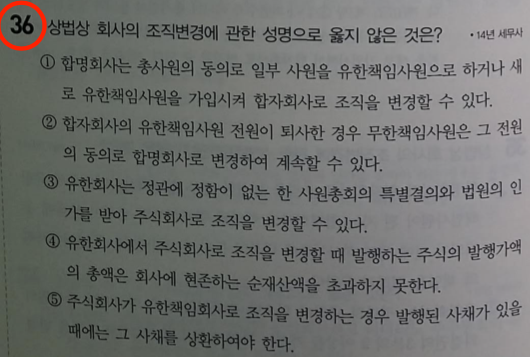 36 상법상 회사의 조직변경에 관한 성명으로 옳지 않은 것은? • 14년 세무사
① 합명회사는 총사원의 동의로 일부 사원을 유한책임사원으로 하거나 새
로 유한책임사원을 가입시켜 합자회사로 조직을 변경할 수 있다.
② 합자회사의 유한책임사원 전원이 퇴사한 경우 무한책임사원은 그 전원
의 동의로 합명회사로 변경하여 계속할 수 있다.
③ 유한회사는 정관에 정함이 없는 한 사원총회의 특별결의와 법원의 인
가를 받아 주식회사로 조직을 변경할 수 있다.
④ 유한회사에서 주식회사로 조직을 변경할 때 발행하는 주식의 발행가액
의 총액은 회사에 현존하는 순재산액을 초과하지 못한다.
⑤ 주식회사가 유한책임회사로 조직을 변경하는 경우 발행된 사채가 있을
때에는 그 사채를 상환하여야 한다.